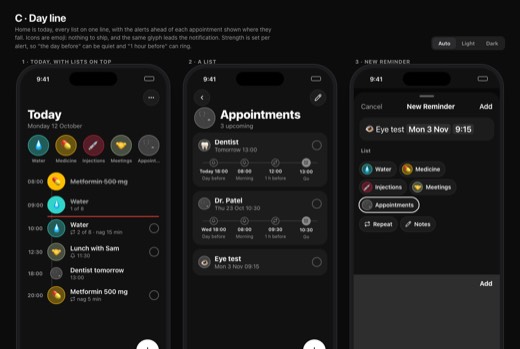 C · Day line
Home is today, every list on one line, with the alerts ahead of each appointment shown where they
fall. Icons are emoji: nothing to ship, and the same glyph leads the notification. Strength is set per
alert, so "the day before" can be quiet and "1 hour before" can ring.
Auto Light Dark
1 · TODAY, WITH LISTS ON TOP
9:41
Today
Monday 12 October
Water Medicine Injections Meetings Appoint...
08:00 Metformin 500 mg
09:00 Water
1 of 8
10:00 Water
2 of 8 · nag 15 min
12:30 Lunch with Sam
11:30
18:00 Dentist tomorrow
13:00
20:00 Metformin 500 mg
nag 5 min
2 · A LIST
9:41
Appointments
3 upcoming
Dentist
Tomorrow 13:00
Today 18:00 08:00 12:00 13:00
Day before Morning 1 h before Go
Dr. Patel
Thu 23 Oct 10:30
Wed 18:00 08:00 09:30 10:30
Day before Morning 1 h before Go
Eye test
Mon 3 Nov 09:15
3 · NEW REMINDER
9:41
Cancel New Reminder Add
Eye test Mon 3 Nov 9:15
List
Water Medicine
Injections Meetings
Appointments
Repeat Notes
Add